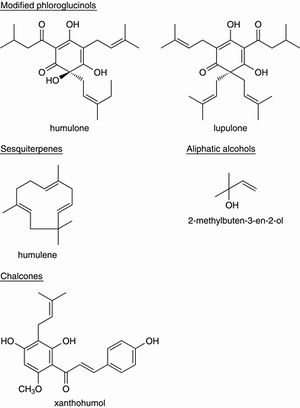 Modified phloroglucinols
O OH
O OH
HO
humulone
OH O
O OH
lupulone
Sesquiterpenes
humulene
Aliphatic alcohols
OH
2-methylbuten-3-en-2-ol
Chalcones
HO OH OH
CH₃O O
xanthohumol